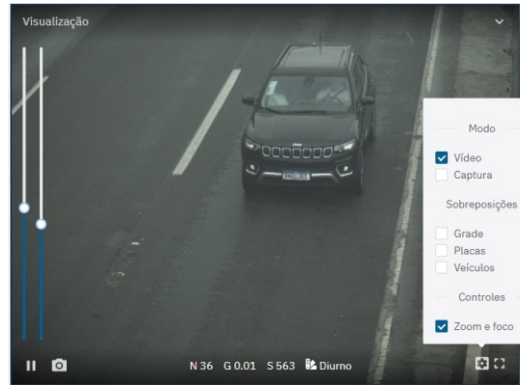 Visualização
Modo
Vídeo
Captura
Sobreposições
Grade
Placas
Veículos
Controles
Zoom e foco
N 36 G 0.01 S 563 Diurno